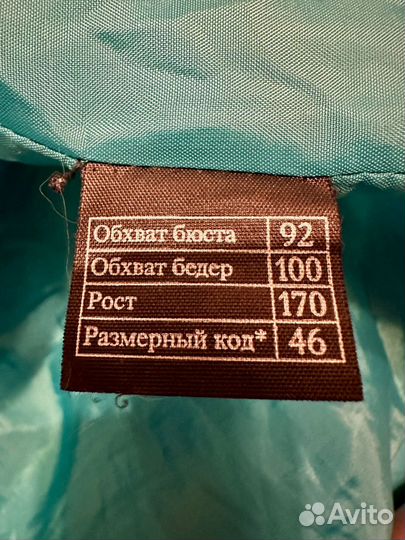 Обхват бюста 92
Обхват бедер 100
Рост 170
Размерный код* 46
Avito